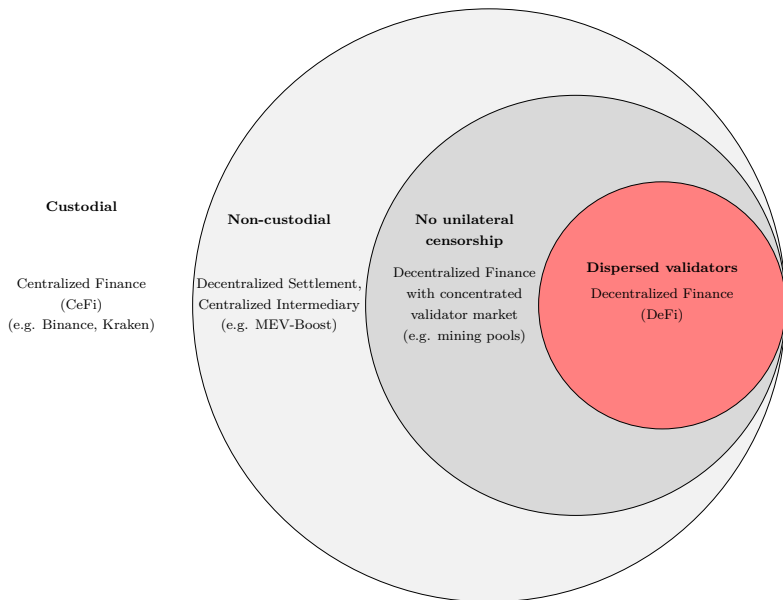 Custodial
Centralized Finance
(CeFi)
(e.g. Binance, Kraken)
Non-custodial
Decentralized Settlement,
Centralized Intermediary
(e.g. MEV-Boost)
No unilateral
censorship
Decentralized Finance
with concentrated
validator market
(e.g. mining pools)
Dispersed validators
Decentralized Finance
(DeFi)